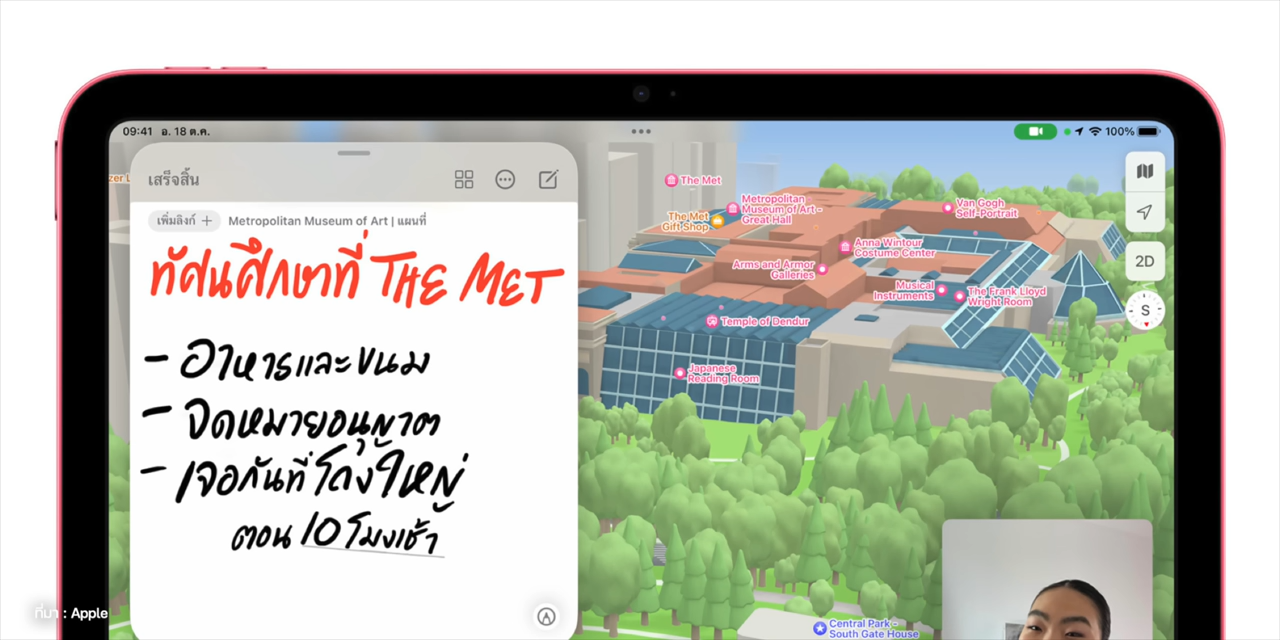 09:41 อ. 18 ต.ค.
100%
เสร็จสิ้น
เพิ่มลิงก์ +
Metropolitan Museum of Art | แผนที่
ทัศนศึกษาที่ THE MET
- อาหารและขนม
- จดหมายอนุญาต
- เจอกันที่โถงใหญ่
ตอน 10 โมงเช้า
The Met
Metropolitan
Museum of Art -
Great Hall
The Met
Gift Shop
Van Gogh
Self-Portrait
Anna Wintour
Costume Center
Arms and Armor
Galleries
Musical
Instruments
The Frank Lloyd
Wright Room
Temple of Dendur
Japanese
Reading Room
2D
S
Central Park -
South Gate House
ที่มา : Apple